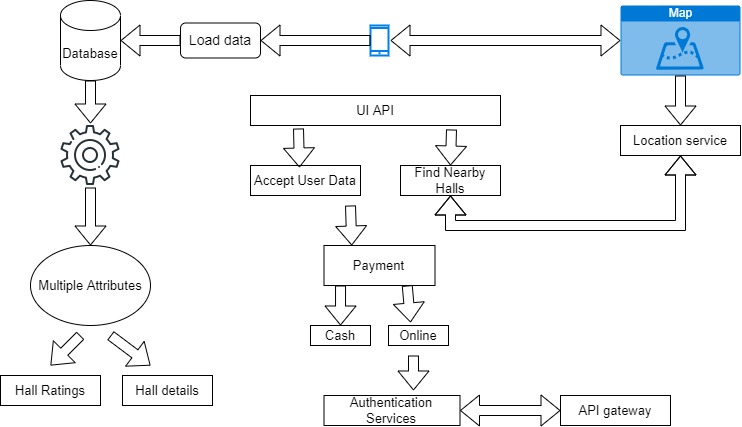 Map
Load data
Database
UI API
Location service
Accept User Data
Find Nearby
Halls
Payment
Multiple Attributes
Cash
Online
Hall Ratings
Hall details
Authentication
Services
API gateway